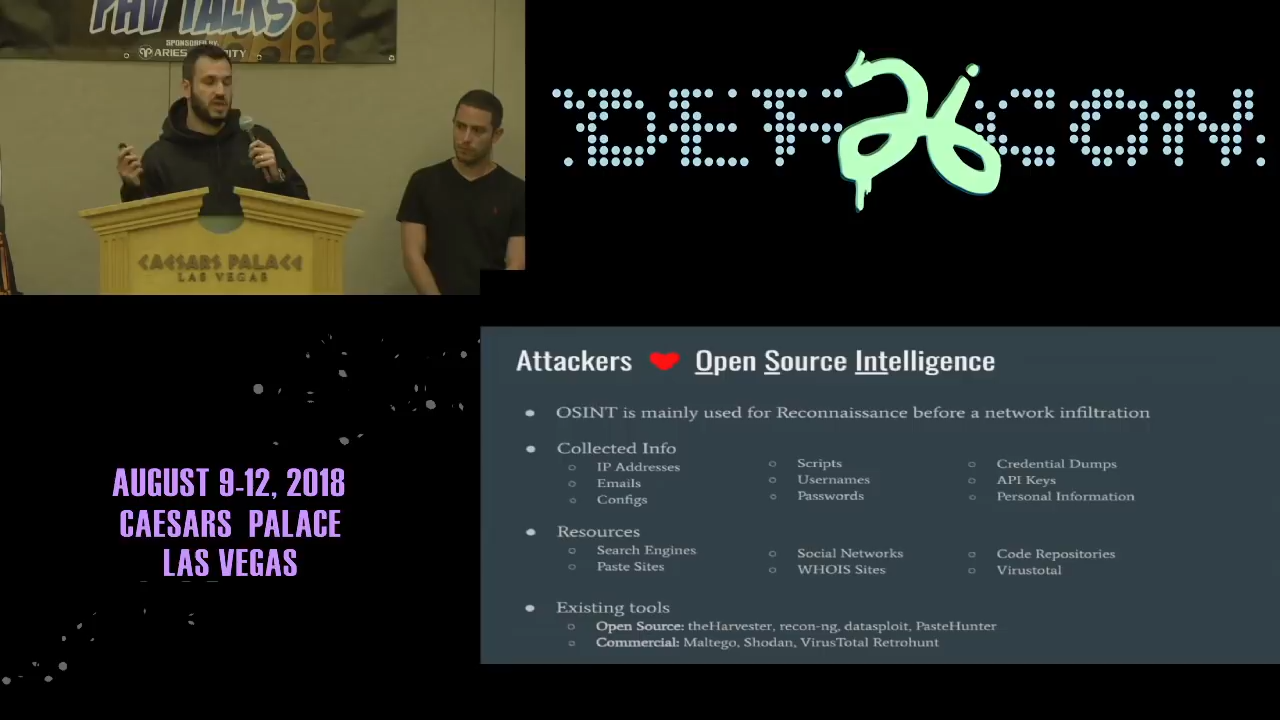 PHV TALKS
SPONSORED BY:
CAESARS PALACE
LAS VEGAS
DEF 26 CON
Attackers ❤ Open Source Intelligence
● OSINT is mainly used for Reconnaissance before a network infiltration
● Collected Info
○ IP Addresses
○ Emails
○ Configs
○ Scripts
○ Usernames
○ Passwords
○ Credential Dumps
○ API Keys
○ Personal Information
● Resources
○ Search Engines
○ Paste Sites
○ Social Networks
○ WHOIS Sites
○ Code Repositories
○ Virustotal
● Existing tools
○ Open Source: theHarvester, recon-ng, datasploit, PasteHunter
○ Commercial: Maltego, Shodan, VirusTotal Retrohunt
AUGUST 9-12, 2018
CAESARS PALACE
LAS VEGAS